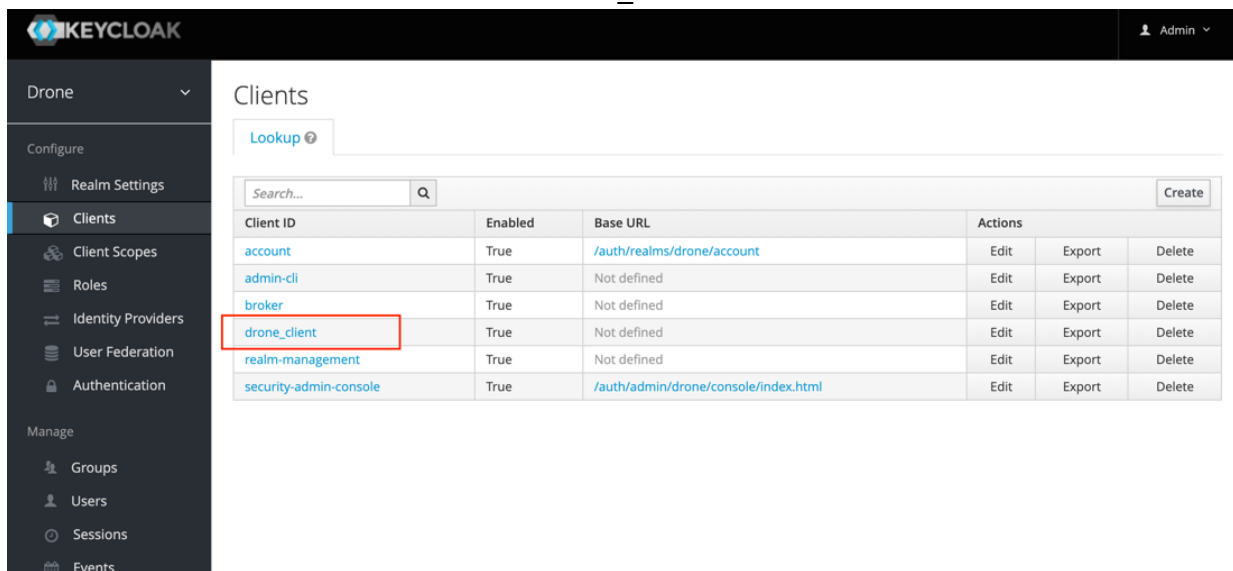 KEYCLOAK
Admin
Drone
Clients
Lookup
Configure
Realm Settings
Search...
Create
Clients
Client ID Enabled Base URL Actions
Client Scopes
account True /auth/realms/drone/account Edit Export Delete
Roles
admin-cli True Not defined Edit Export Delete
Identity Providers
broker True Not defined Edit Export Delete
drone_client True Not defined Edit Export Delete
User Federation
realm-management True Not defined Edit Export Delete
Authentication
security-admin-console True /auth/admin/drone/console/index.html Edit Export Delete
Manage
Groups
Users
Sessions
Events